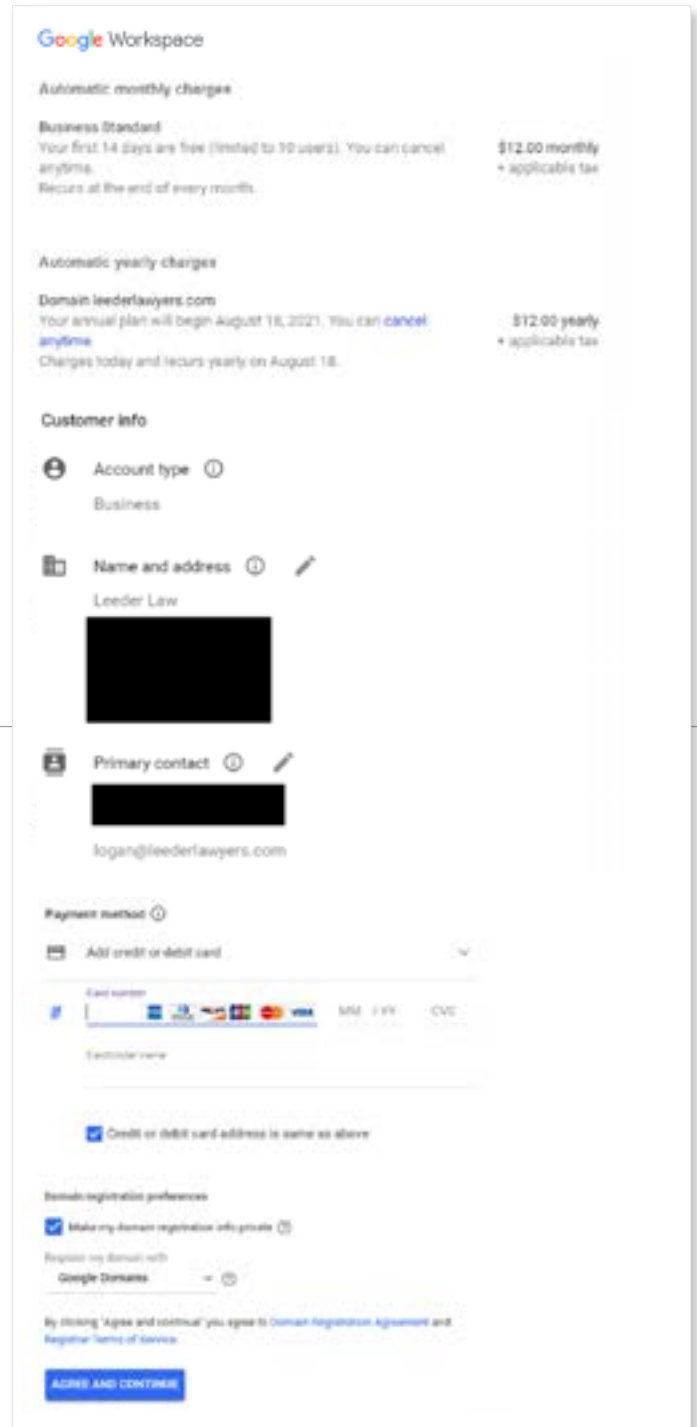 Google Workspace
Automatic monthly charges
Business Standard
Your first 14 days are free (limited to 10 users). You can cancel
$12.00 monthly
anytime.
+ applicable tax
Recurs at the end of every month.
Automatic yearly charges
Domain leederlawyers.com
Your annual plan will begin August 18, 2021. You can cancel
$12.00 yearly
anytime
+ applicable tax
Charges today and recurs yearly on August 18.
Customer info
Account type
Business
Name and address
Leeder Law
Primary contact
logan@leederlawyers.com
Payment method
Add credit or debit card
Card number
# MM / YY CVC
Cardholder name
Credit or debit card address is same as above
Domain registration preferences
Make my domain registration info private
Register my domain with
Google Domains
By clicking "Agree and continue" you agree to Domain Registration Agreement and
Registrar Terms of Service.
AGREE AND CONTINUE